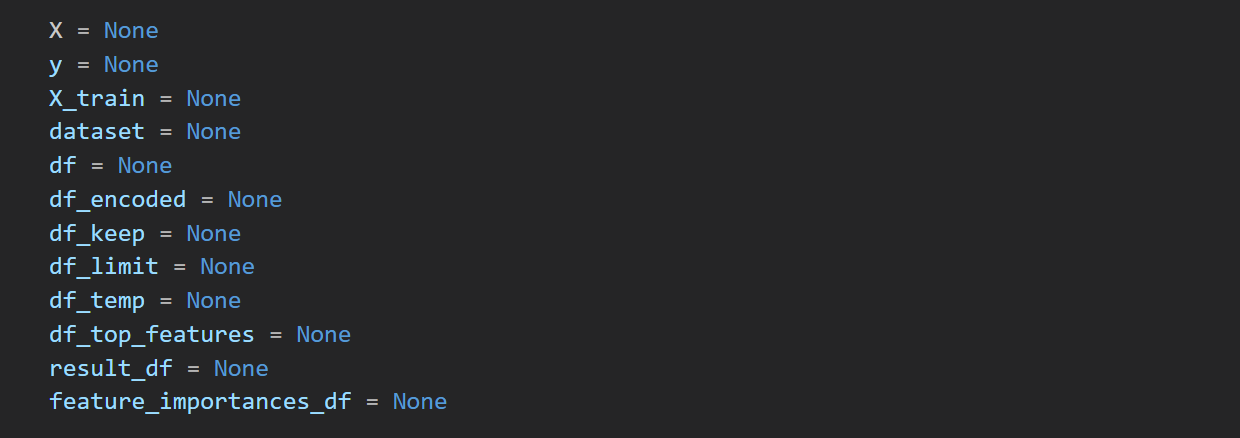 X = None
y = None
X_train = None
dataset = None
df = None
df_encoded = None
df_keep = None
df_limit = None
df_temp = None
df_top_features = None
result_df = None
feature_importances_df = None